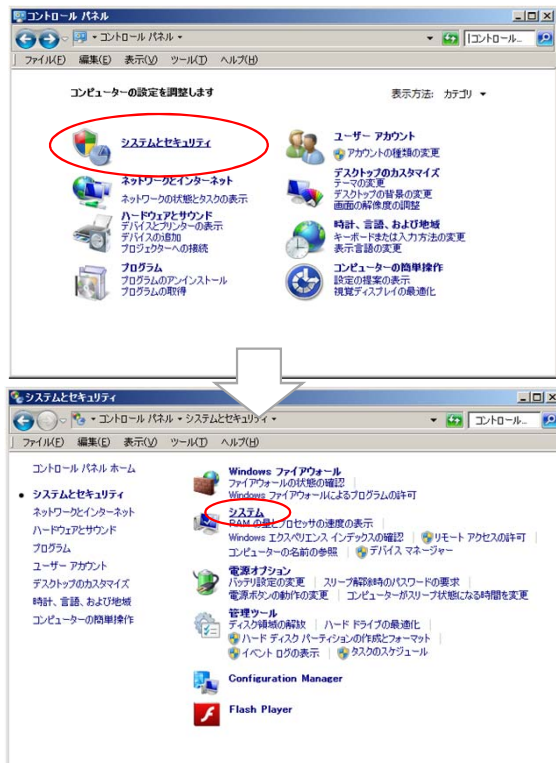 コントロール パネル
コントロール パネル
コントロール...
ファイル(F) 編集(E) 表示(V) ツール(T) ヘルプ(H)
コンピューターの設定を調整します
表示方法: カテゴリ
システムとセキュリティ
ネットワークとインターネット
ネットワークの状態とタスクの表示
ハードウェアとサウンド
デバイスとプリンターの表示
デバイスの追加
プロジェクターへの接続
プログラム
プログラムのアンインストール
プログラムの取得
ユーザー アカウント
アカウントの種類の変更
デスクトップのカスタマイズ
テーマの変更
デスクトップの背景の変更
画面の解像度の調整
時計、言語、および地域
キーボードまたは入力方法の変更
表示言語の変更
コンピューターの簡単操作
設定の提案の表示
視覚ディスプレイの最適化
システムとセキュリティ
コントロール パネル システムとセキュリティ
コントロール...
ファイル(F) 編集(E) 表示(V) ツール(T) ヘルプ(H)
コントロール パネル ホーム
システムとセキュリティ
ネットワークとインターネット
ハードウェアとサウンド
プログラム
ユーザー アカウント
デスクトップのカスタマイズ
時計、言語、および地域
コンピューターの簡単操作
Windows ファイアウォール
ファイアウォールの状態の確認
Windows ファイアウォールによるプログラムの許可
システム
RAM の量とプロセッサの速度の表示
Windows エクスペリエンス インデックスの確認 リモート アクセスの許可
コンピューターの名前の参照 デバイス マネージャー
電源オプション
バッテリ設定の変更 スリープ解除時のパスワードの要求
電源ボタンの動作の変更 コンピューターがスリープ状態になる時間を変更
管理ツール
ディスク領域の解放 ハード ドライブの最適化
ハード ディスク パーティションの作成とフォーマット
イベント ログの表示 タスクのスケジュール
Configuration Manager
Flash Player